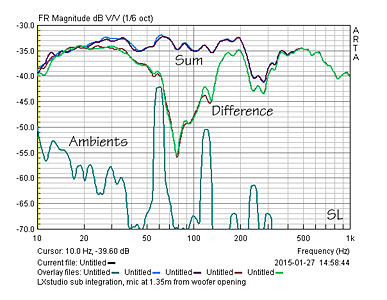 FR Magnitude dB V/V (1/6 oct)
-30.0
-35.0
-40.0
-45.0
-50.0
-55.0
-60.0
-65.0
-70.0
A
R
T
A
Sum
Difference
Ambients
SL
10 20 50 100 200 500 1k
Cursor: 10.0 Hz, -39.60 dB Frequency (Hz)
Current file: Untitled 2015-01-27 14:58:44
Overlay files: Untitled Untitled Untitled Untitled Untitled
LXstudio sub integration, mic at 1.35m from woofer opening